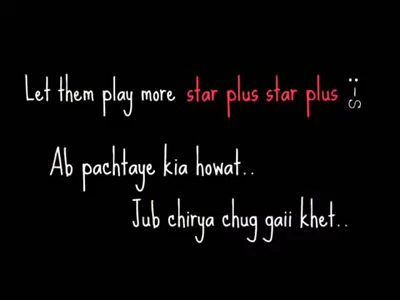 Let them play more star plus star plus :-s
Ab pachtaye kia howat..
Jub chirya chug gaii khet..